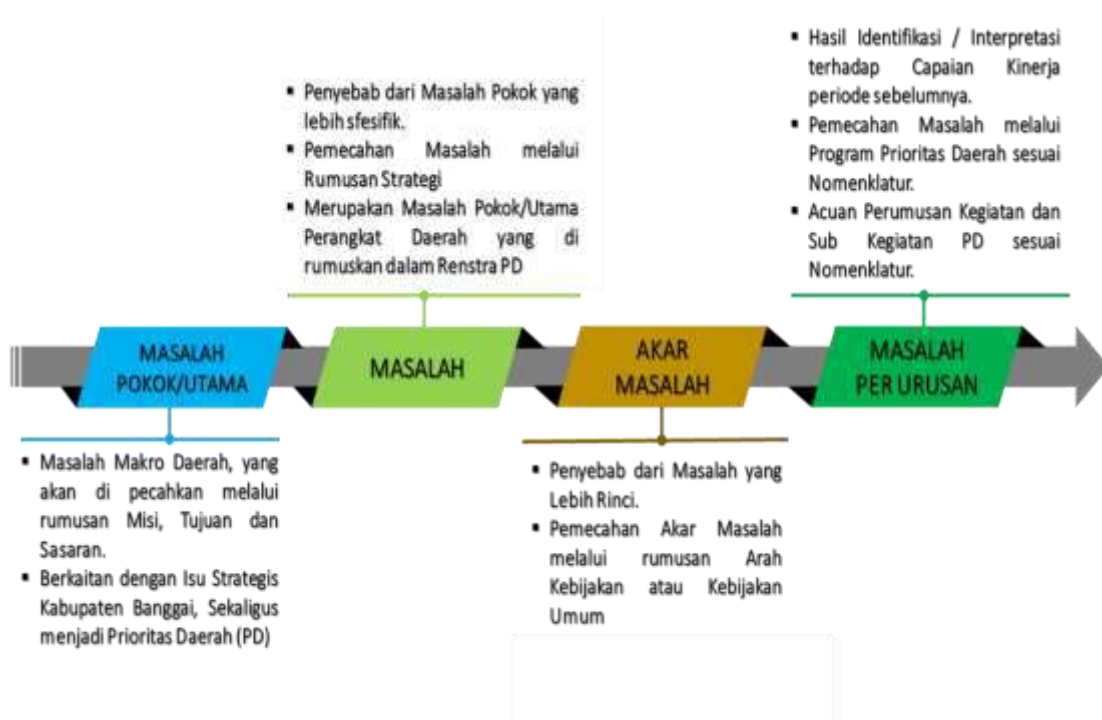 ▪ Hasil Identifikasi / Interpretasi
terhadap Capaian Kinerja
periode sebelumnya.
▪ Pemecahan Masalah melalui
Program Prioritas Daerah sesuai
Nomenklatur.
▪ Acuan Perumusan Kegiatan dan
Sub Kegiatan PD sesuai
Nomenklatur.
▪ Penyebab dari Masalah Pokok yang
lebih sfesifik.
▪ Pemecahan Masalah melalui
Rumusan Strategi
▪ Merupakan Masalah Pokok/Utama
Perangkat Daerah yang di
rumuskan dalam Renstra PD
MASALAH
POKOK/UTAMA
MASALAH
AKAR
MASALAH
MASALAH
PER URUSAN
▪ Masalah Makro Daerah, yang
akan di pecahkan melalui
rumusan Misi, Tujuan dan
Sasaran.
▪ Berkaitan dengan Isu Strategis
Kabupaten Banggai, Sekaligus
menjadi Prioritas Daerah (PD)
▪ Penyebab dari Masalah yang
Lebih Rinci.
▪ Pemecahan Akar Masalah
melalui rumusan Arah
Kebijakan atau Kebijakan
Umum